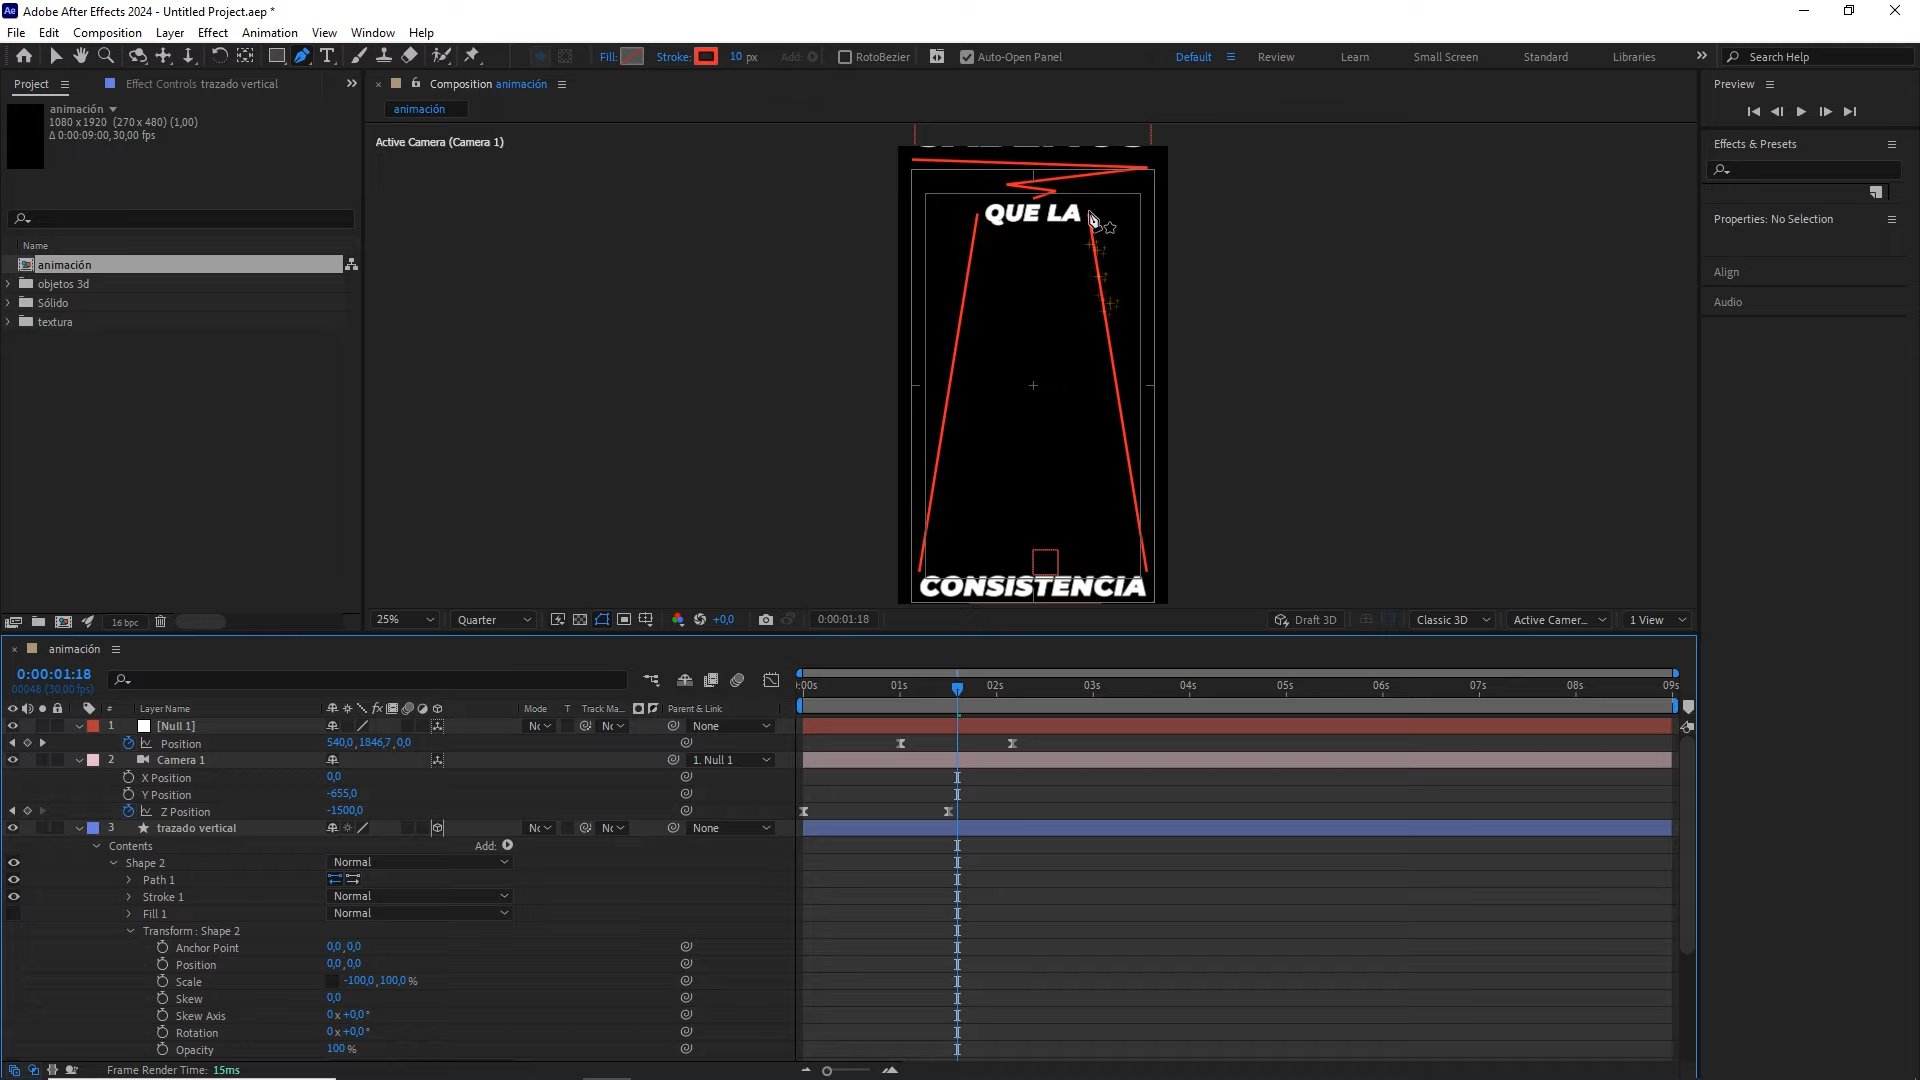 Adobe After Effects 2024 - Untitled Project.aep *
File Edit Composition Layer Effect Animation View Window Help
Fill: Stroke: 10 px Add: RotoBezier Auto-Open Panel Default Review Learn Small Screen Standard Libraries Search Help
Project Effect Controls trazado vertical
animación
1080 x 1920 (270 x 480) (1,00)
Δ 0:00:09:00, 30,00 fps
Name
animación
objetos 3d
Sólido
textura
16 bpc
Composition animación
animación
Active Camera (Camera 1)
QUE LA
CONSISTENCIA
25% Quarter +0,0 0:00:01:18 Draft 3D Classic 3D Active Camer... 1 View
Preview
Effects & Presets
Properties: No Selection
Align
Audio
animación
0:00:01:18
00048 (30.00 fps)
:00s 01s 02s 03s 04s 05s 06s 07s 08s 09s
# Layer Name Mode T Track Ma... Parent & Link
1 [Null 1] Nc Nc None
Position 540,0, 1846,7, 0,0
2 Camera 1 1. Null 1
X Position 0,0
Y Position -655,0
Z Position -1500,0
3 trazado vertical Nc Nc None
Contents Add:
Shape 2 Normal
Path 1
Stroke 1 Normal
Fill 1 Normal
Transform : Shape 2
Anchor Point 0,0, 0,0
Position 0,0, 0,0
Scale -100,0, 100,0 %
Skew 0,0
Skew Axis 0 x +0,0°
Rotation 0 x +0,0°
Opacity 100 %
Frame Render Time: 15ms